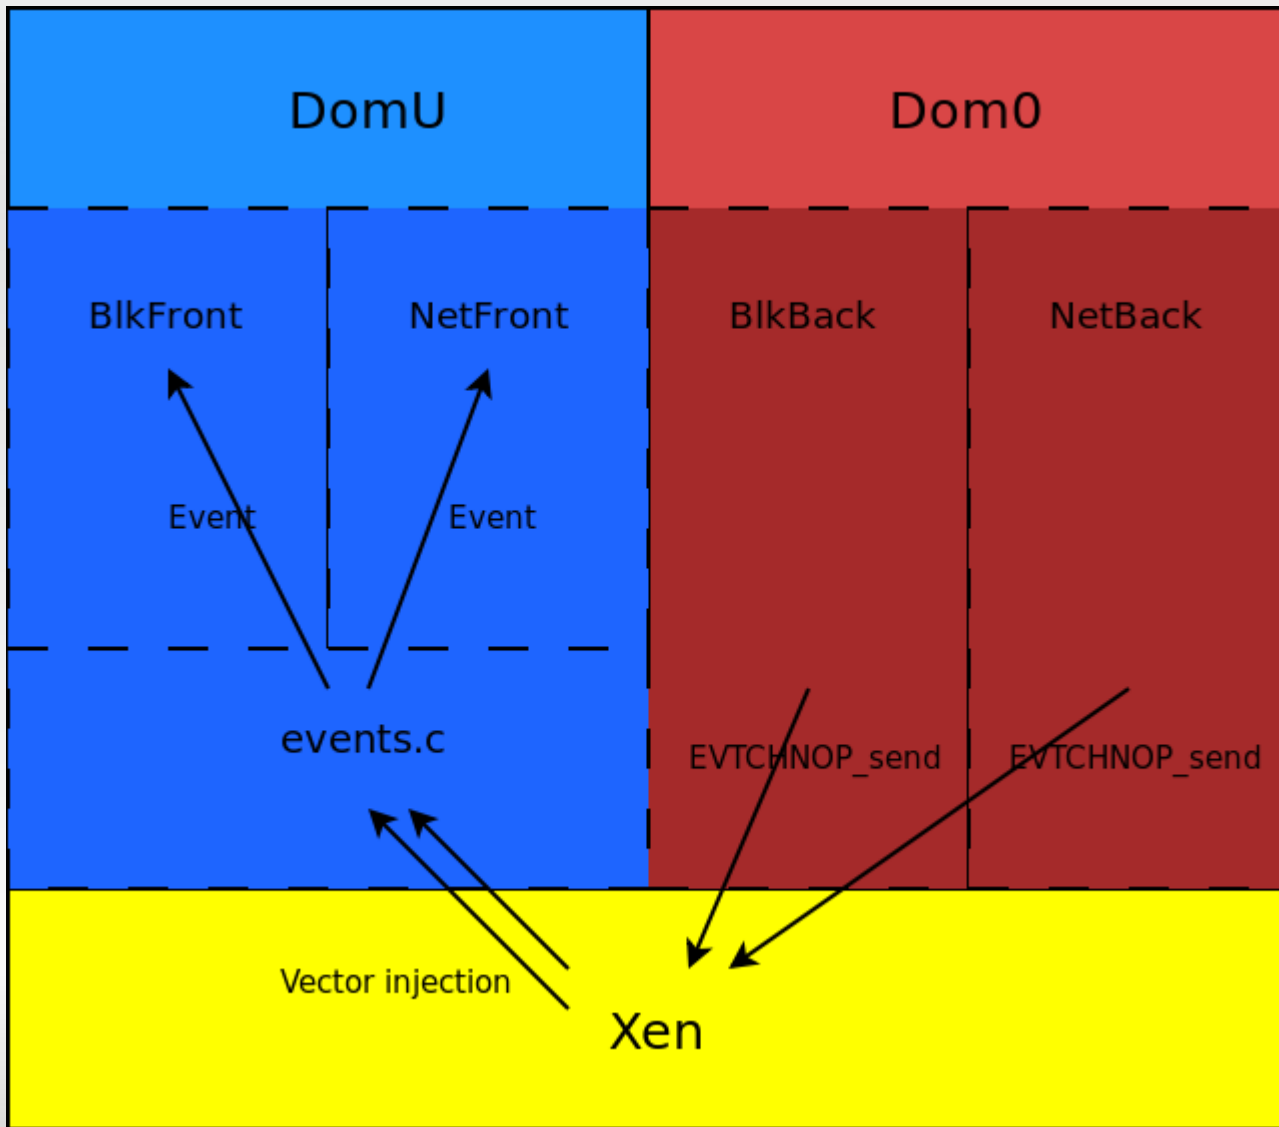 DomU
Dom0
BlkFront
NetFront
BlkBack
NetBack
Event
Event
events.c
EVTCHNOP_send
EVTCHNOP_send
Vector injection
Xen